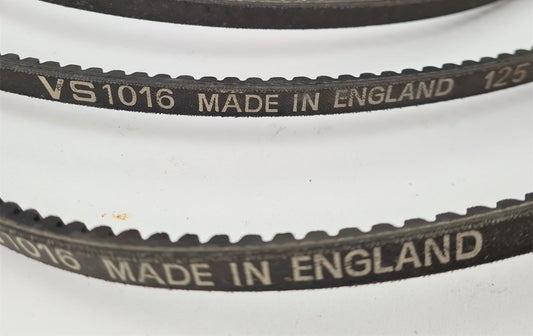 VS1016 MADE IN ENGLAND 125
1016 MADE IN ENGLAND